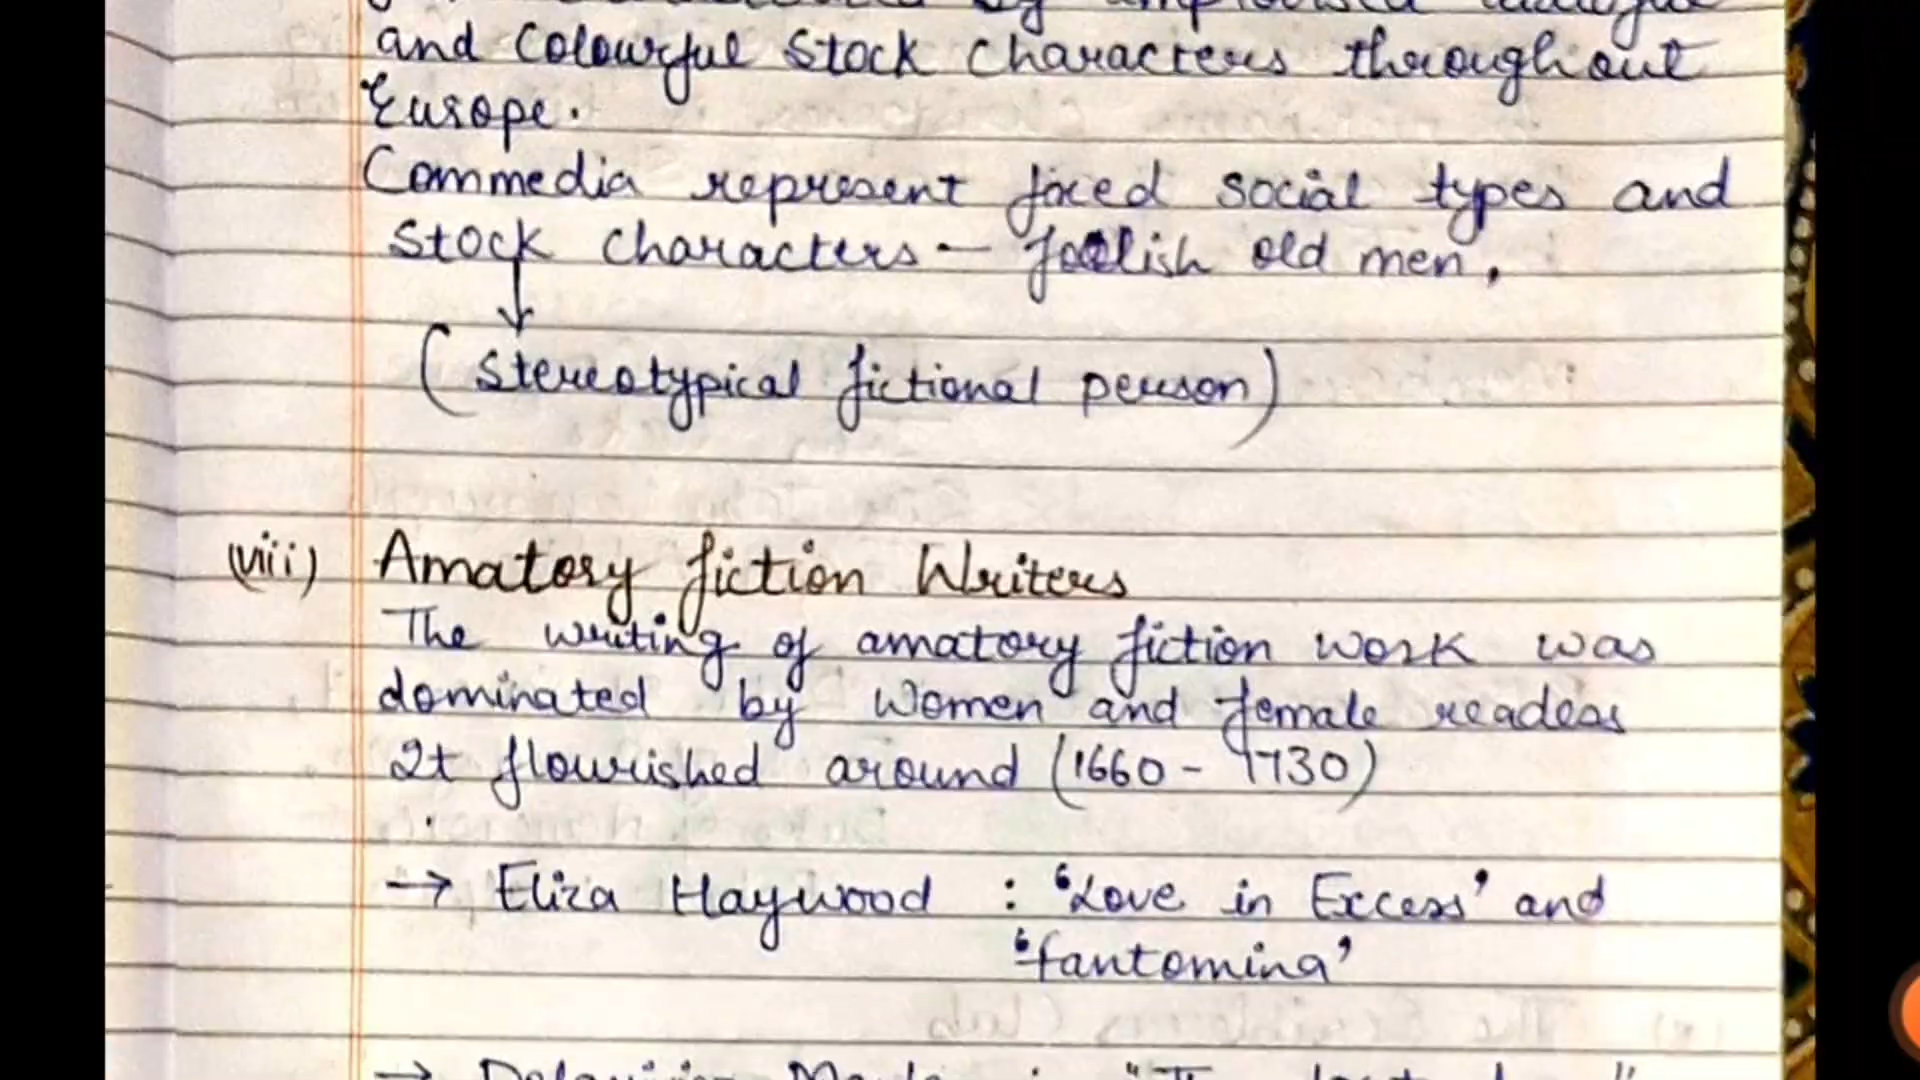 and Colourful Stock Characters throughout
Europe.
Commedia represent fixed social types and
Stock Characters – foolish old men.
(Stereotypical fictional person)
(viii) Amatory fiction Writers
The writing of amatory fiction work was
dominated by Women and female readers
It flourished around (1660 - 1730)
→ Eliza Haywood : 'Love in Excess' and
'fantomina'